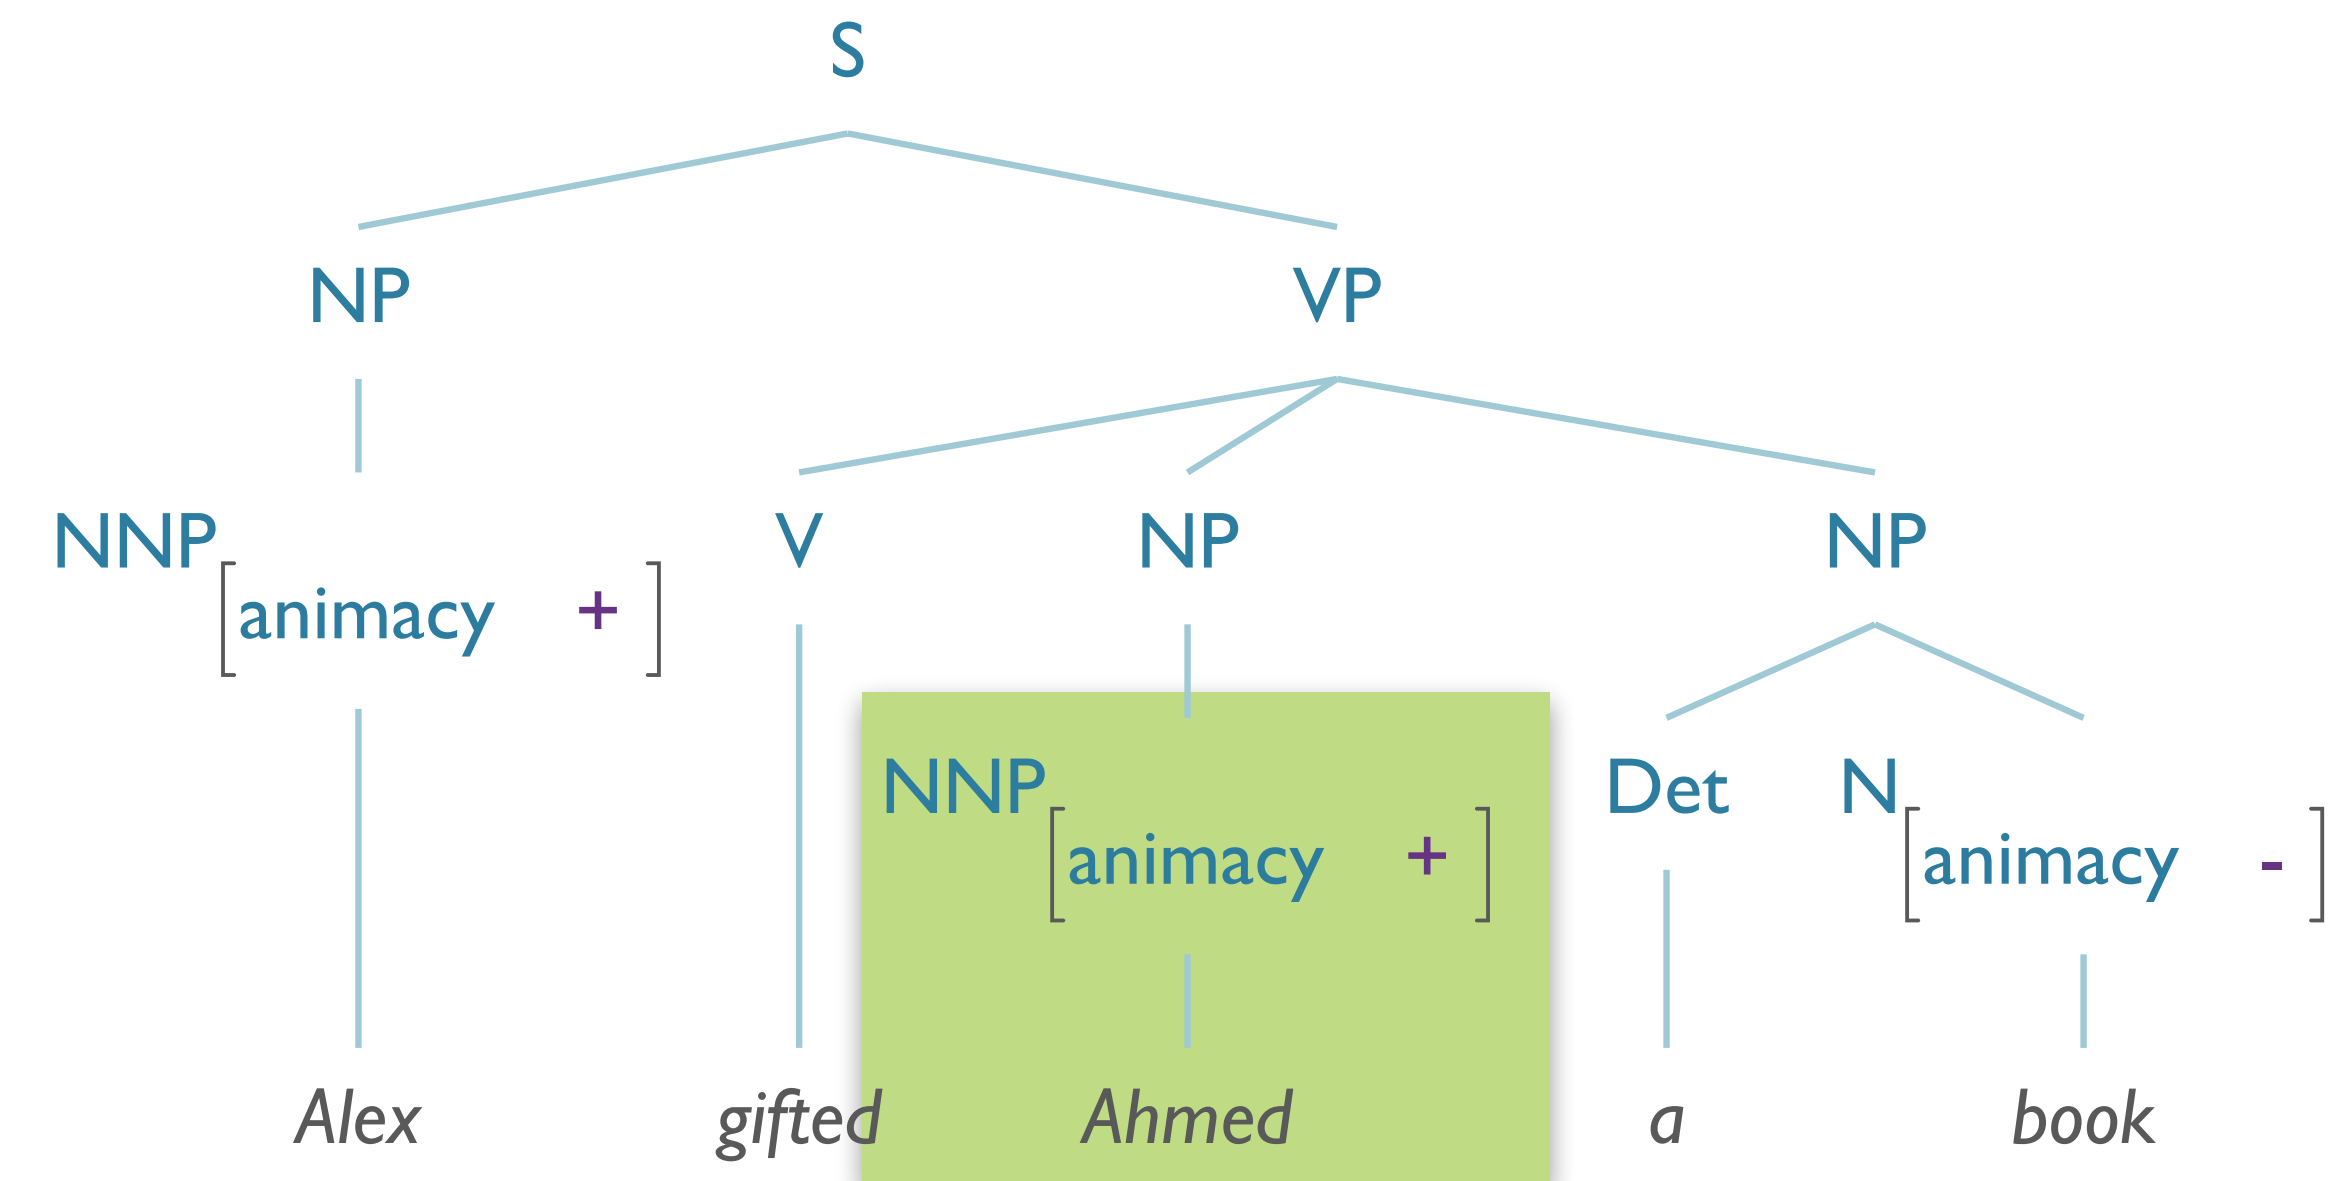 S
NP VP
NNP[animacy +] V NP NP
NNP[animacy +] Det N[animacy -]
Alex gifted Ahmed a book